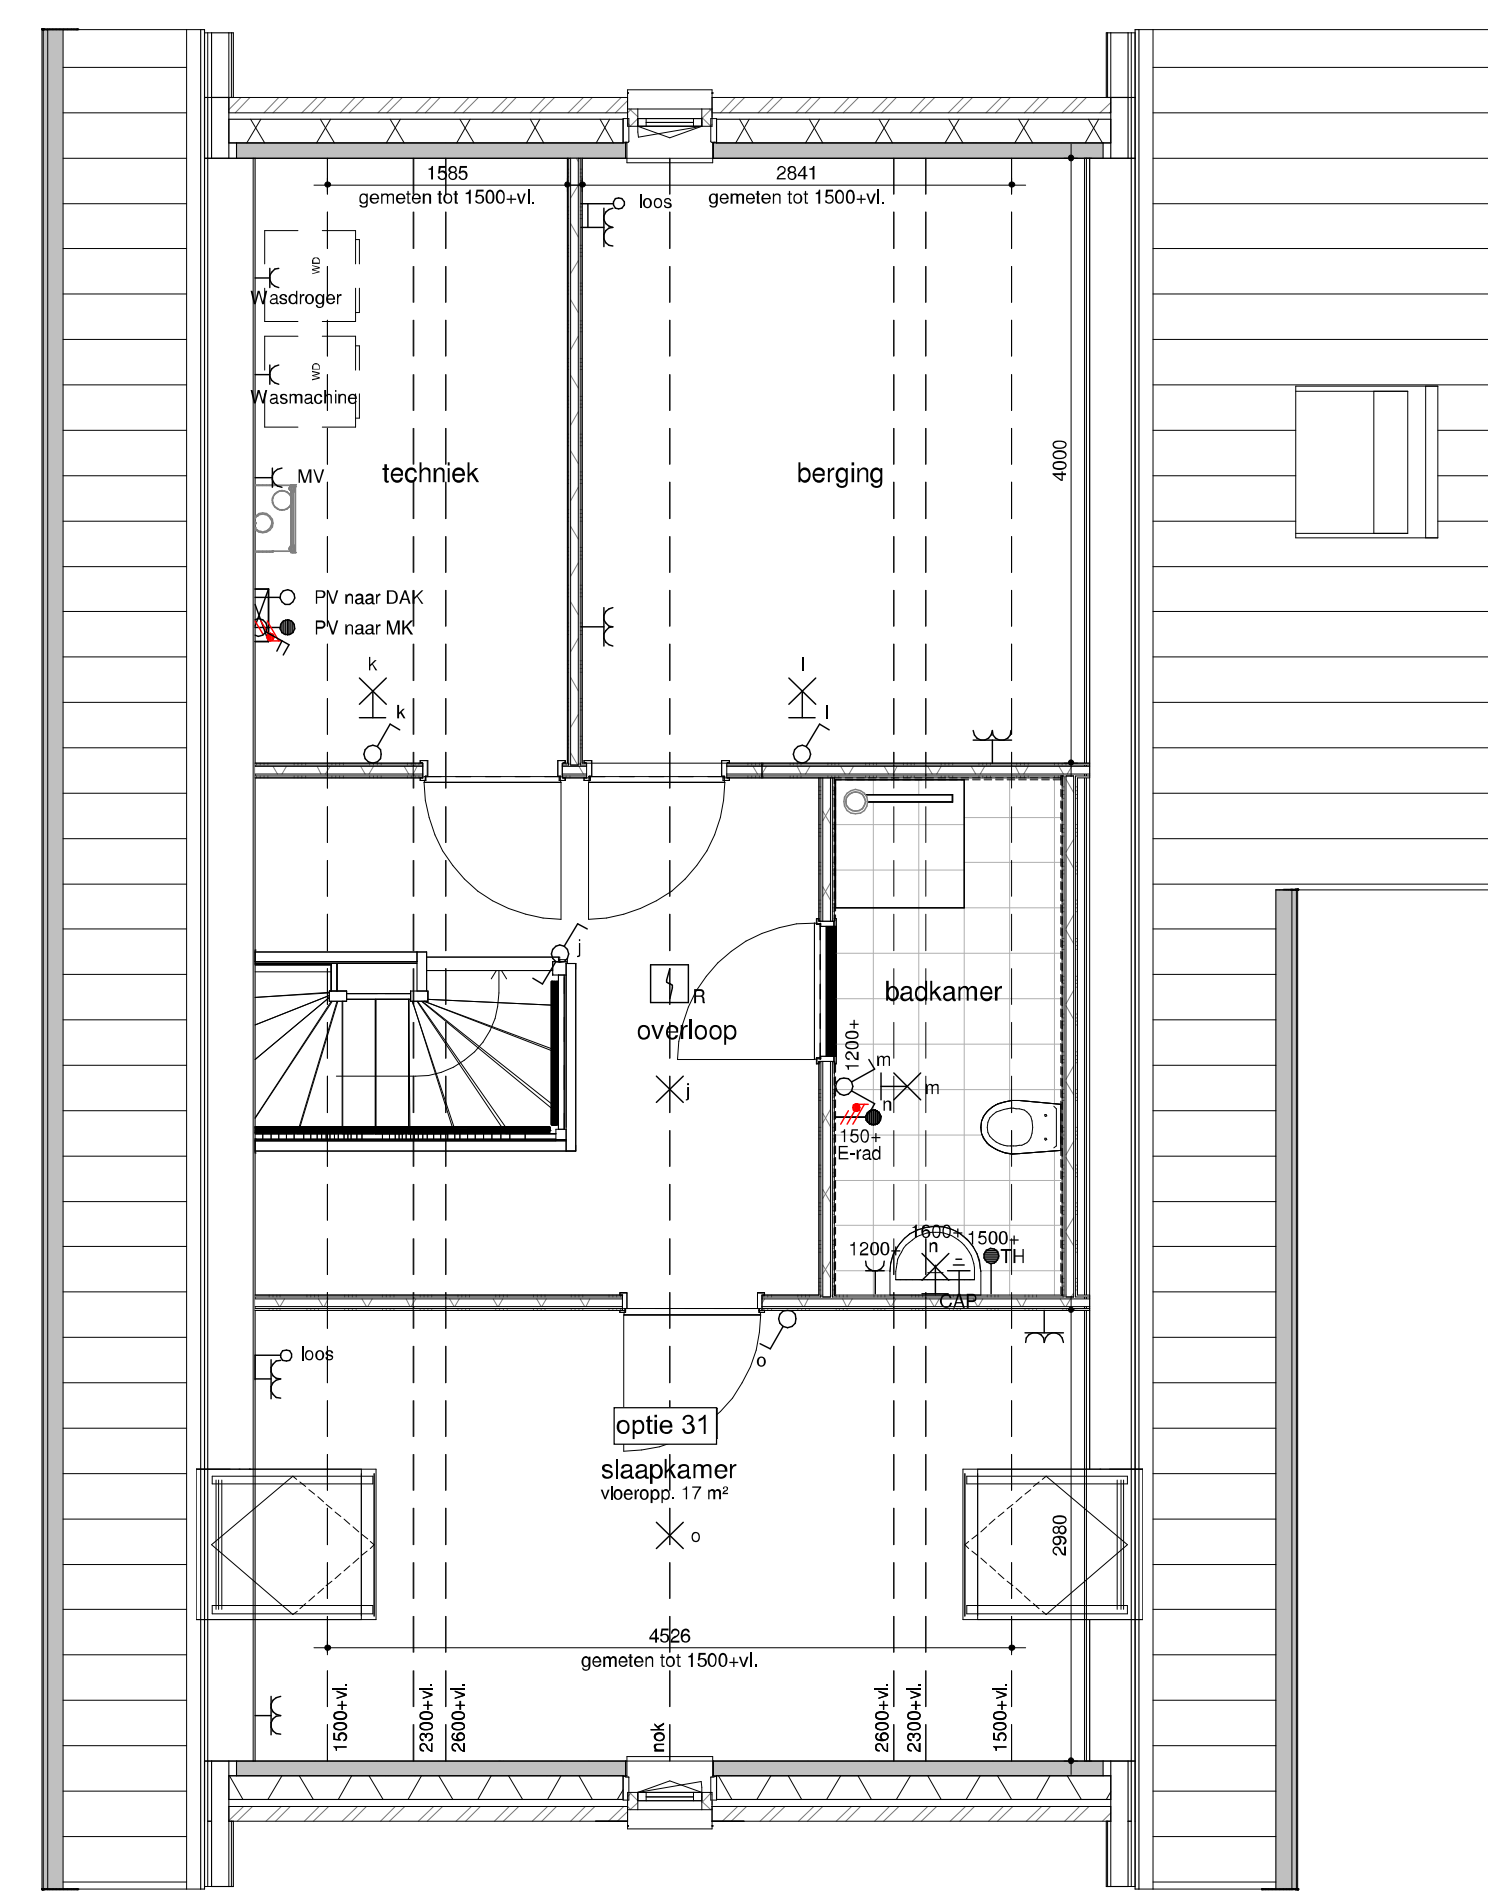 1585
gemeten tot 1500+vl.
2841
gemeten tot 1500+vl.
loos
WD
Wasdroger
WD
Wasmachine
MV
techniek
berging
4000
PV naar DAK
PV naar MK
k
k
l
l
j
R
overloop
j
badkamer
1200+
m
m
n
150+
E-rad
1200+
1600+
n
1500+
TH
CAP
loos
o
optie 31
slaapkamer
vloeropp. 17 m²
o
2980
4526
gemeten tot 1500+vl.
1500+vl.
2300+vl.
2600+vl.
nok
2600+vl.
2300+vl.
1500+vl.